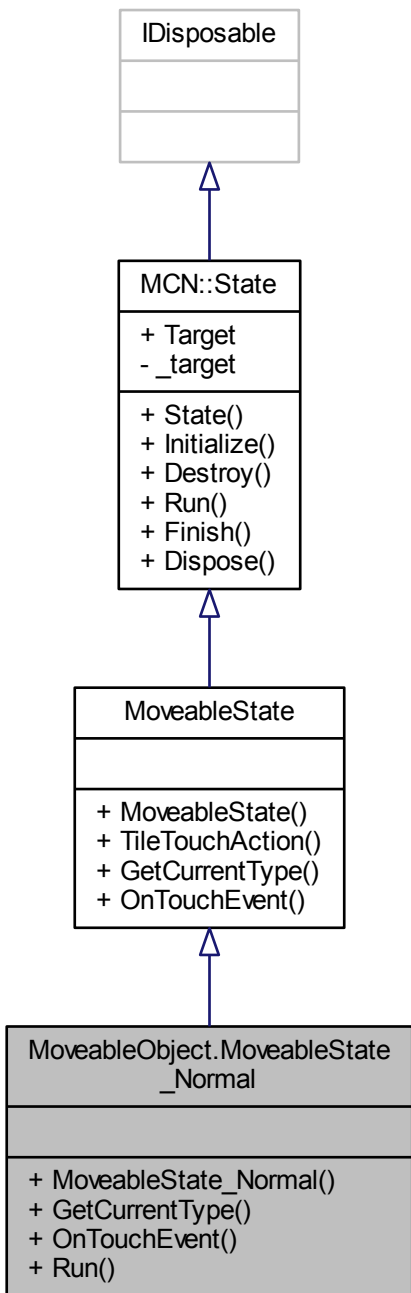 IDisposable
MCN::State
+ Target
- _target
+ State()
+ Initialize()
+ Destroy()
+ Run()
+ Finish()
+ Dispose()
MoveableState
+ MoveableState()
+ TileTouchAction()
+ GetCurrentType()
+ OnTouchEvent()
MoveableObject.MoveableState
_Normal
+ MoveableState_Normal()
+ GetCurrentType()
+ OnTouchEvent()
+ Run()